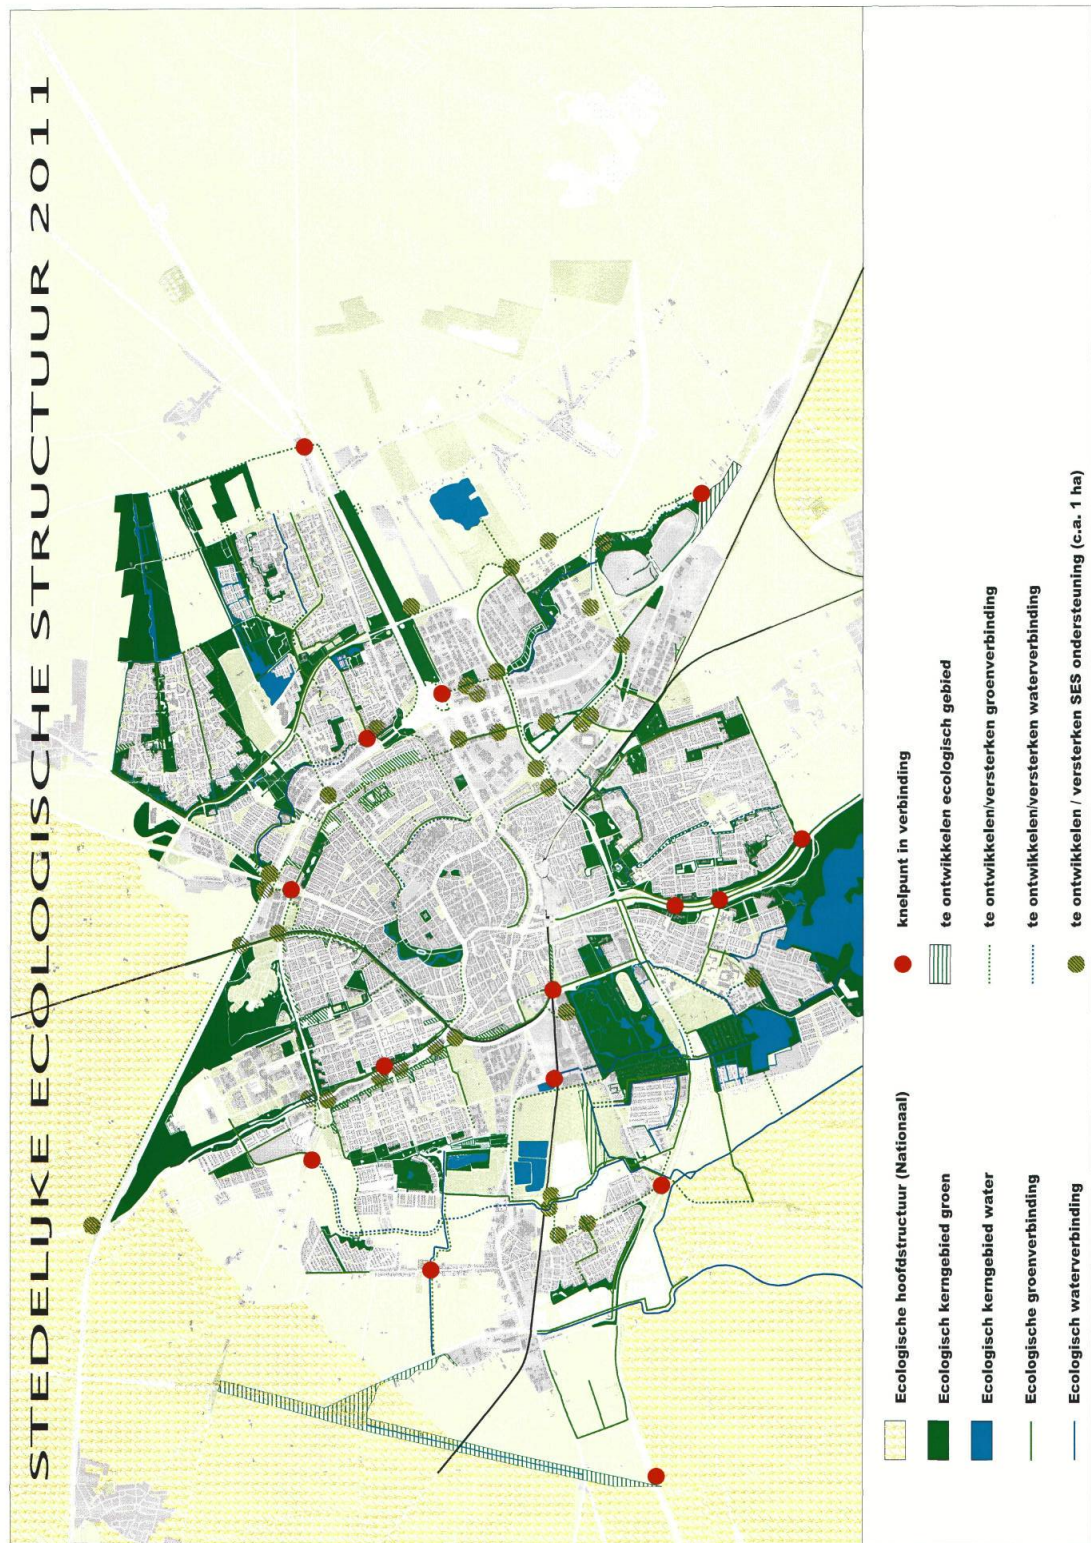 STEDELIJKE ECOLOGISCHE STRUCTUUR 2011
Ecologische hoofdstructuur (Nationaal)
Ecologisch kerngebied groen
Ecologisch kerngebied water
Ecologische groenverbinding
Ecologisch waterverbinding
knelpunt in verbinding
te ontwikkelen ecologisch gebied
te ontwikkelen/versterken groenverbinding
te ontwikkelen/versterken waterverbinding
te ontwikkelen / versterken SES ondersteuning (c.a. 1 ha)